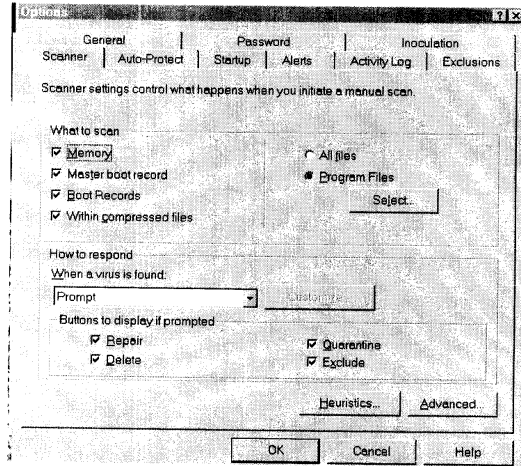 Options
General Password Inoculation
Scanner Auto-Protect Startup Alerts Activity Log Exclusions
Scanner settings control what happens when you initiate a manual scan.
What to scan
Memory
Master boot record
Boot Records
Within compressed files
All files
Program Files
Select...
How to respond
When a virus is found:
Prompt
Customize...
Buttons to display if prompted
Repair
Delete
Quarantine
Exclude
Heuristics... Advanced...
OK Cancel Help